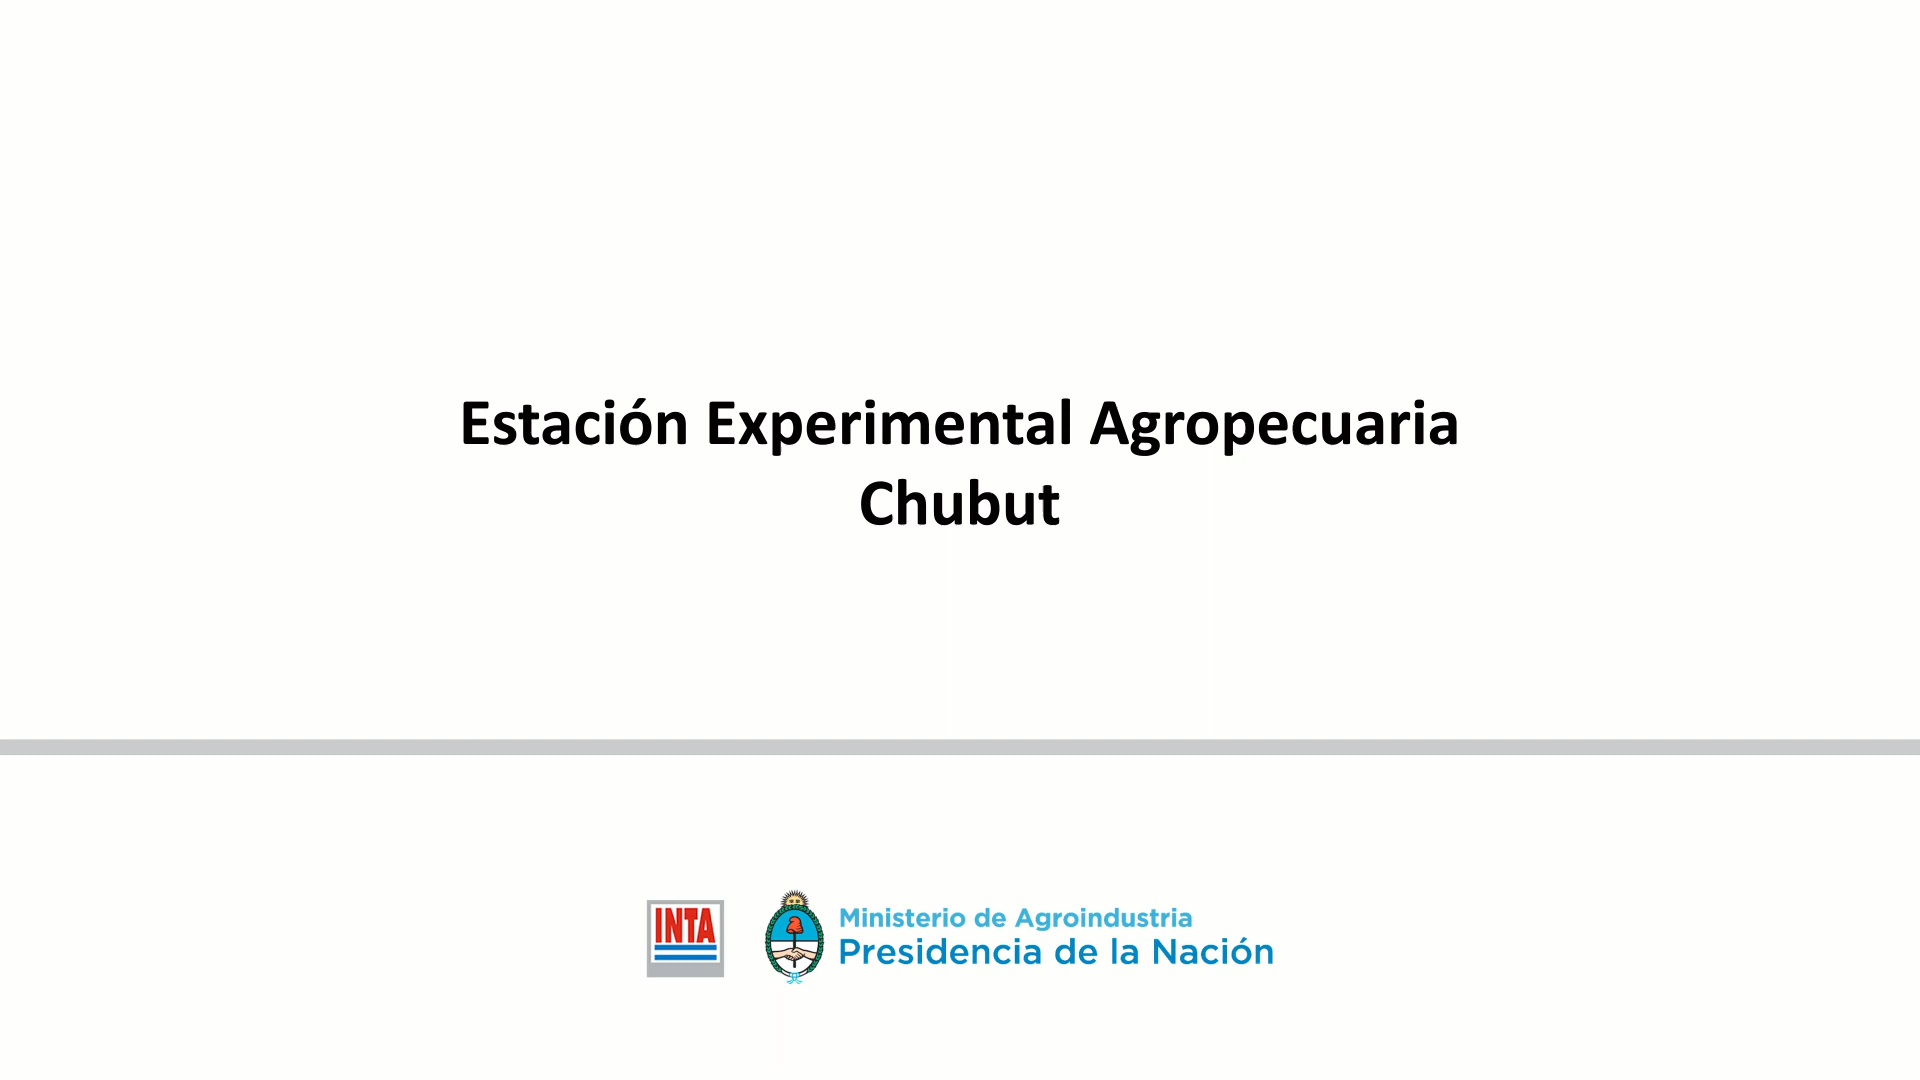 Estación Experimental Agropecuaria
Chubut
INTA
Ministerio de Agroindustria
Presidencia de la Nación